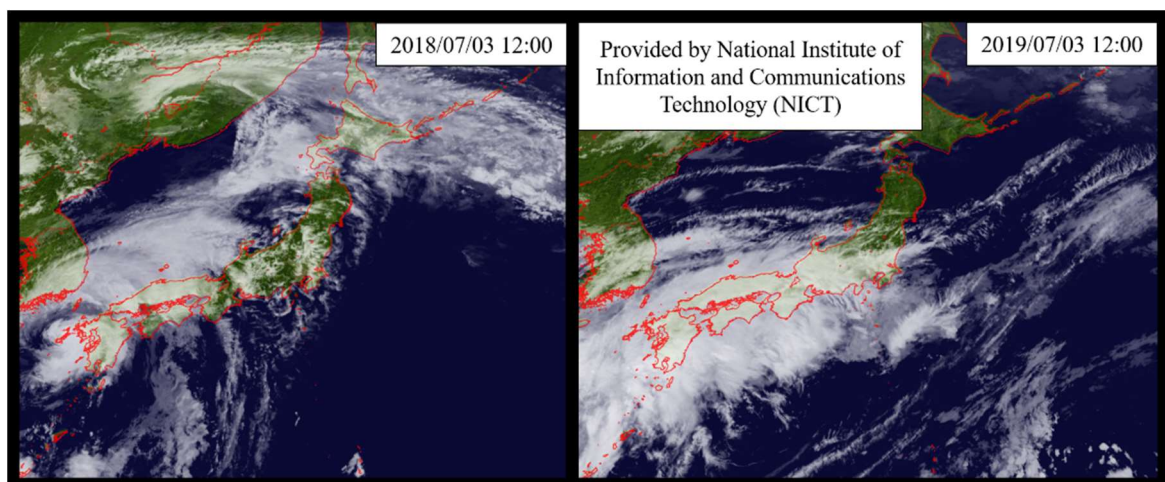 2018/07/03 12:00
Provided by National Institute of
Information and Communications
Technology (NICT)
2019/07/03 12:00